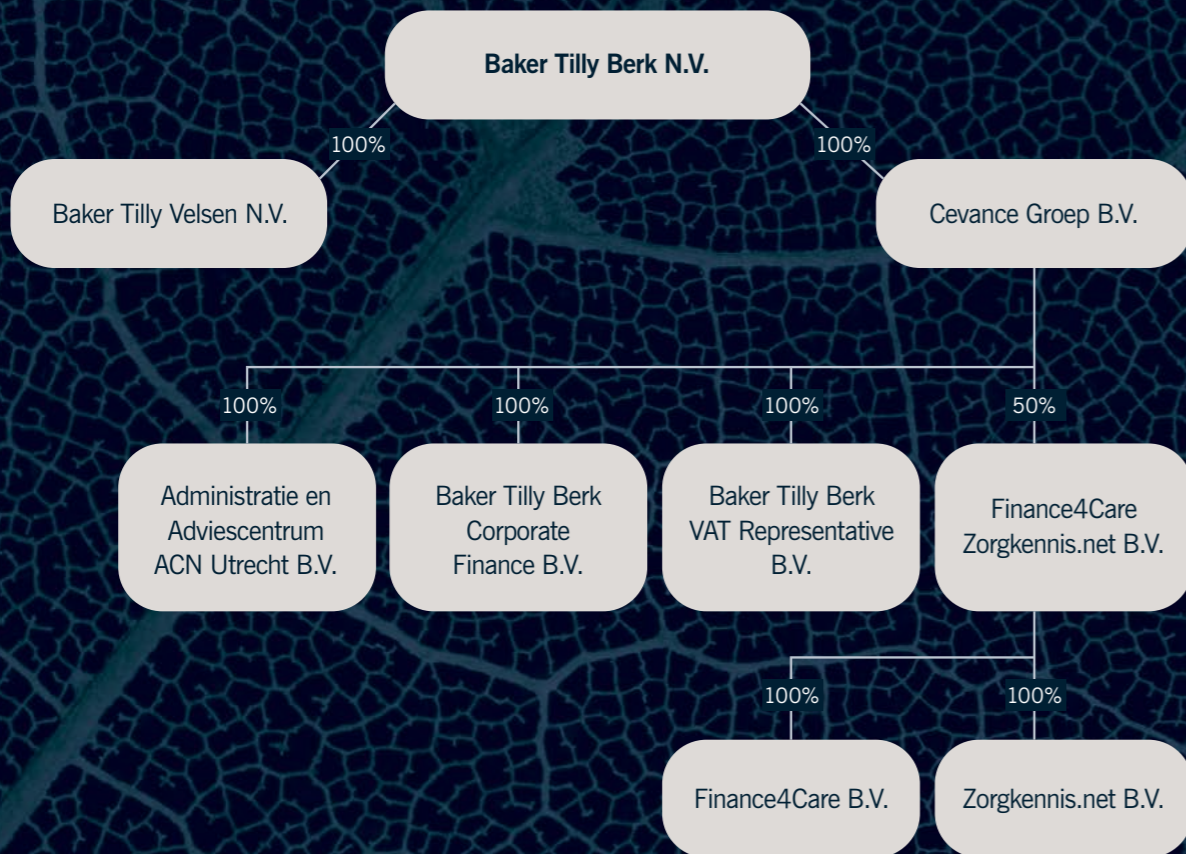 Baker Tilly Berk N.V.
100%
100%
Baker Tilly Velsen N.V.
Cevance Groep B.V.
100%
100%
100%
50%
Administratie en
Adviescentrum
ACN Utrecht B.V.
Baker Tilly Berk
Corporate
Finance B.V.
Baker Tilly Berk
VAT Representative
B.V.
Finance4Care
Zorgkennis.net B.V.
100%
100%
Finance4Care B.V.
Zorgkennis.net B.V.